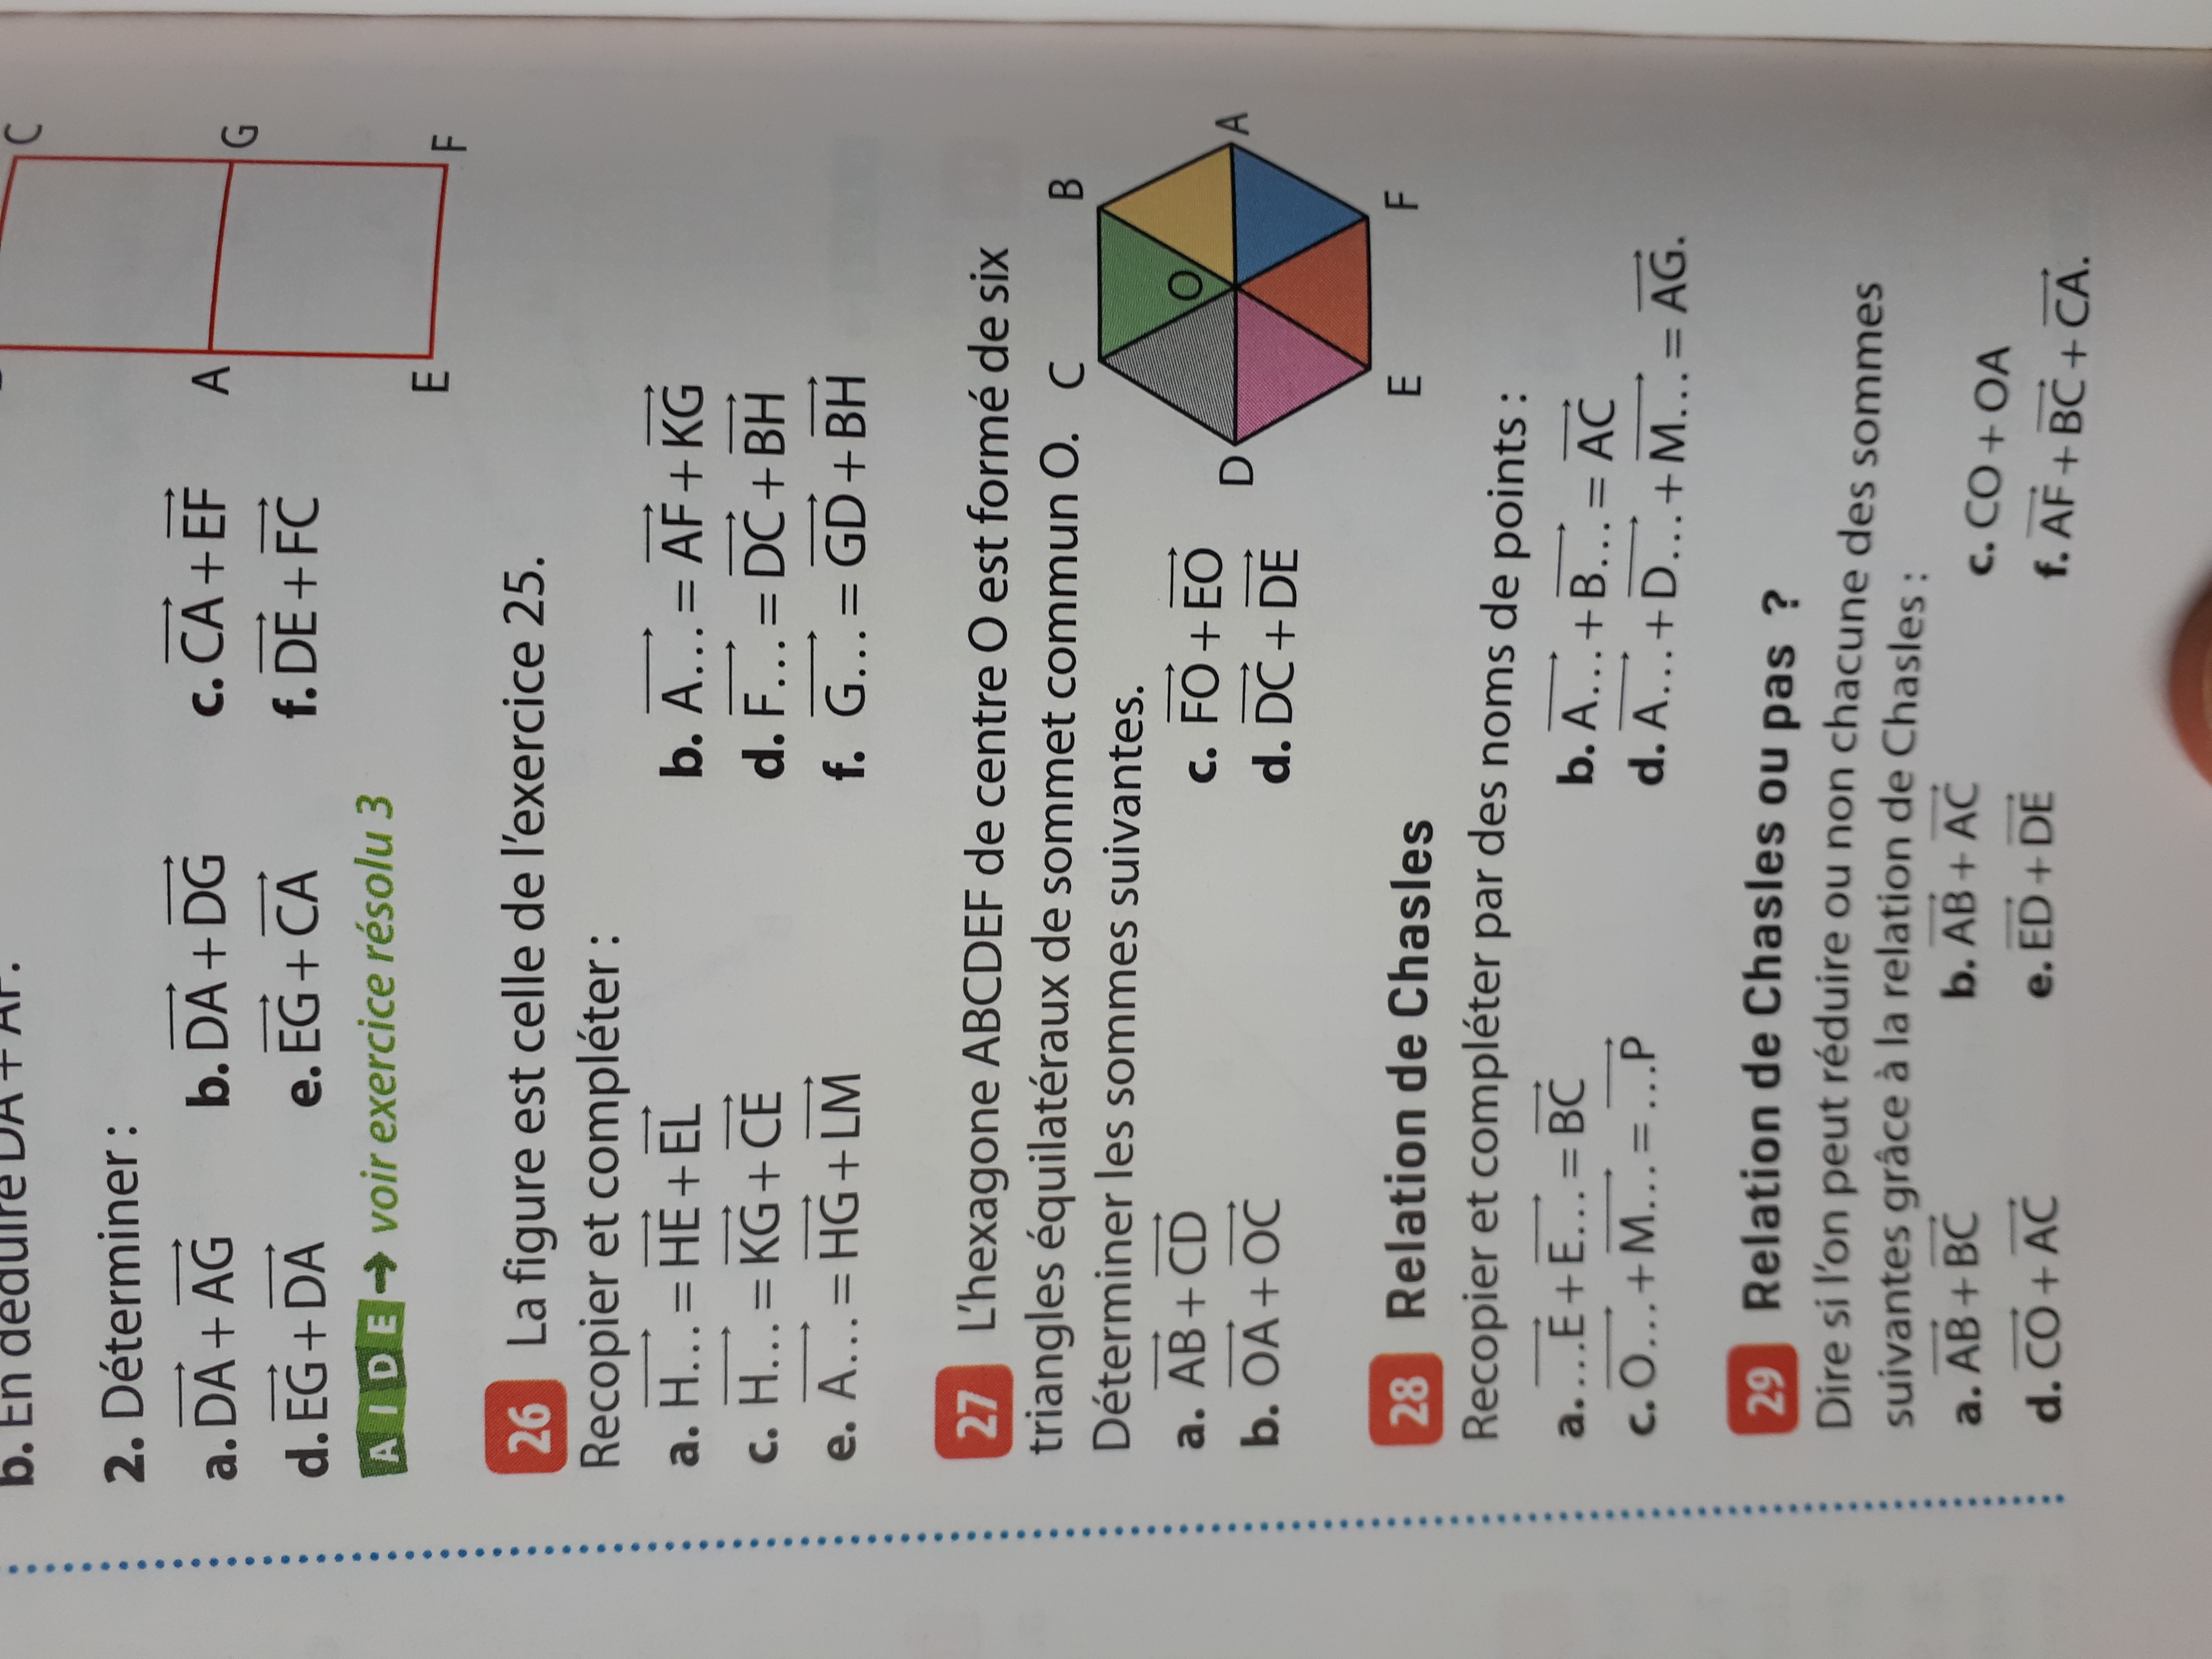 b. En déduire DA + AF.
C
G
F
A
E
2. Déterminer :
a. DA + AG b. DA + DG c. CA + EF
d. EG + DA e. EG + CA f. DE + FC
AIDE → voir exercice résolu 3
26 La figure est celle de l'exercice 25.
Recopier et compléter :
a. H... = HE + EL b. A... = AF + KG
c. H... = KG + CE d. F... = DC + BH
e. A... = HG + LM f. G... = GD + BH
27 L'hexagone ABCDEF de centre O est formé de six
triangles équilatéraux de sommet commun O.
Déterminer les sommes suivantes.
a. AB + CD c. FO + EO
b. OA + OC d. DC + DE
C B
O
D A
E F
28 Relation de Chasles
Recopier et compléter par des noms de points :
a. ...E + E... = BC b. A... + B... = AC
c. O... + M... = ...P d. A... + D... + M... = AG.
29 Relation de Chasles ou pas ?
Dire si l'on peut réduire ou non chacune des sommes
suivantes grâce à la relation de Chasles :
a. AB + BC b. AB + AC c. CO + OA
d. CO + AC e. ED + DE f. AF + BC + CA.